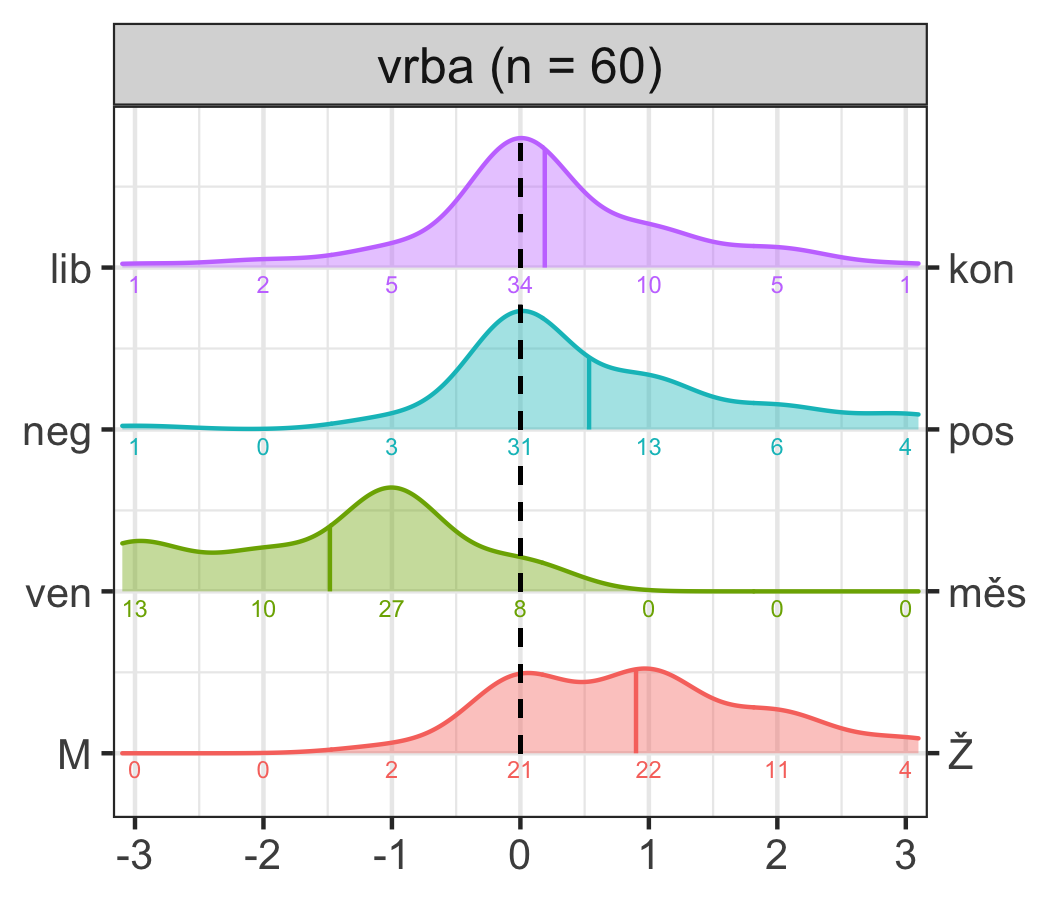 vrba (n = 60)
lib kon
1 2 5 34 10 5 1
neg pos
1 0 3 31 13 6 4
ven měs
13 10 27 8 0 0 0
M Ž
0 0 2 21 22 11 4
-3 -2 -1 0 1 2 3